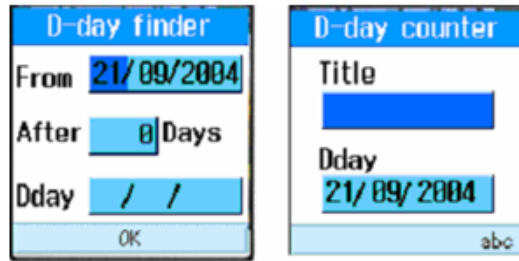 D-day finder
From 21/09/2004
After 0 Days
Dday / /
OK
D-day counter
Title
Dday
21/09/2004
abc